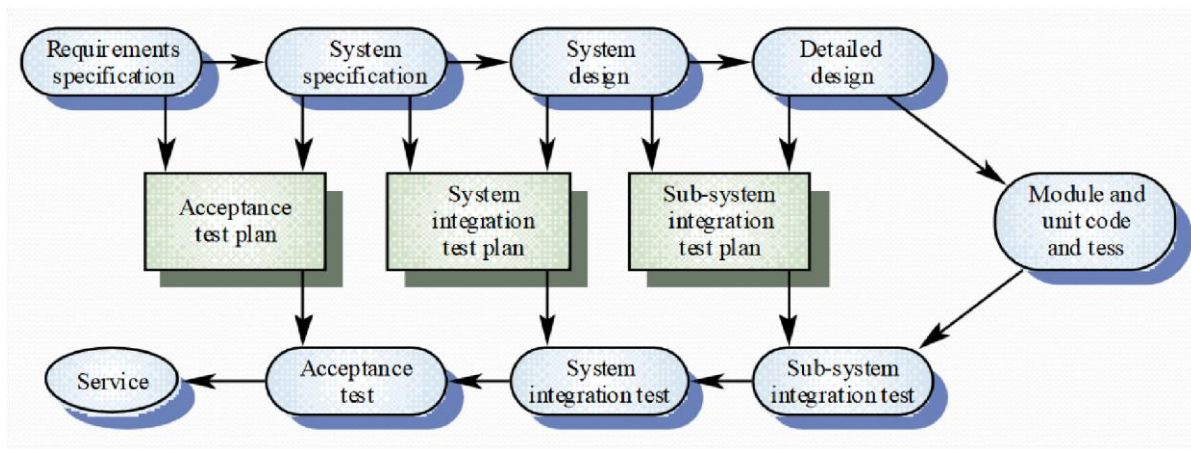 Requirements
specification
System
specification
System
design
Detailed
design
Acceptance
test plan
System
integration
test plan
Sub-system
integration
test plan
Module and
unit code
and tess
Service
Acceptance
test
System
integration test
Sub-system
integration test